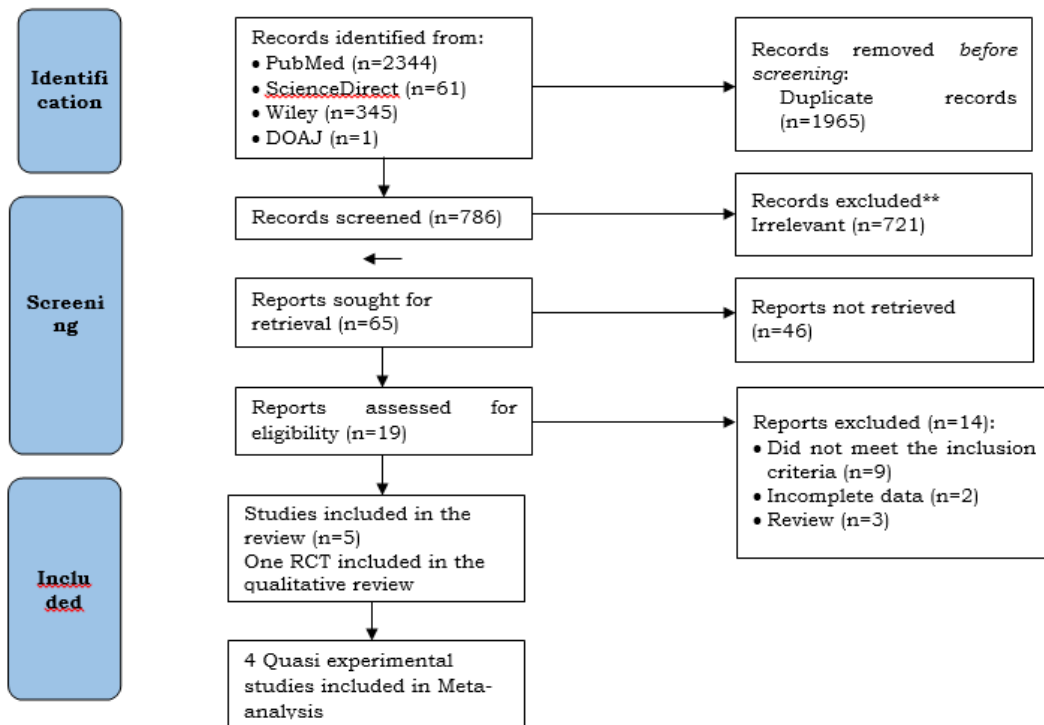 Identifi
cation
Records identified from:
• PubMed (n=2344)
• ScienceDirect (n=61)
• Wiley (n=345)
• DOAJ (n=1)
Records removed before
screening:
Duplicate records
(n=1965)
Screeni
ng
Records screened (n=786)
Records excluded**
Irrelevant (n=721)
Reports sought for
retrieval (n=65)
Reports not retrieved
(n=46)
Reports assessed for
eligibility (n=19)
Reports excluded (n=14):
• Did not meet the inclusion
criteria (n=9)
• Incomplete data (n=2)
• Review (n=3)
Inclu
ded
Studies included in the
review (n=5)
One RCT included in the
qualitative review
4 Quasi experimental
studies included in Meta-
analysis